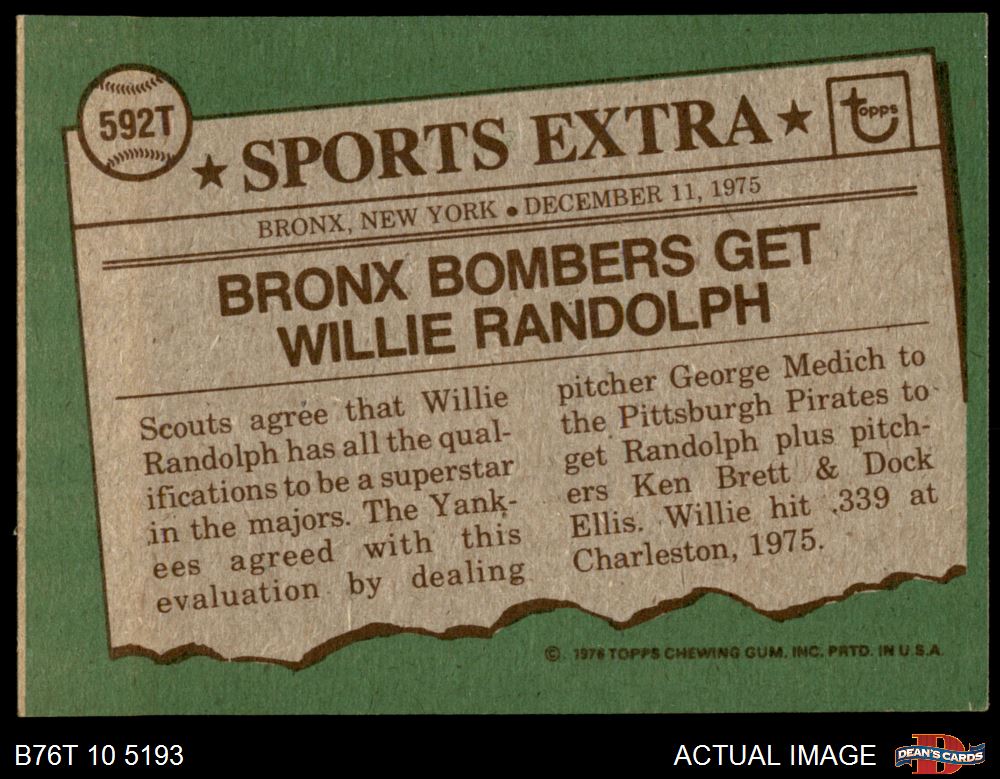 592T
★ SPORTS EXTRA ★
topps
BRONX, NEW YORK • DECEMBER 11, 1975
BRONX BOMBERS GET
WILLIE RANDOLPH
Scouts agree that Willie
Randolph has all the qual-
ifications to be a superstar
in the majors. The Yank-
ees agreed with this
evaluation by dealing
pitcher George Medich to
the Pittsburgh Pirates to
get Randolph plus pitch-
ers Ken Brett & Dock
Ellis. Willie hit .339 at
Charleston, 1975.
© 1976 TOPPS CHEWING GUM, INC. PRTD. IN U.S.A.
B76T 10 5193
ACTUAL IMAGE
DEAN'S CARDS